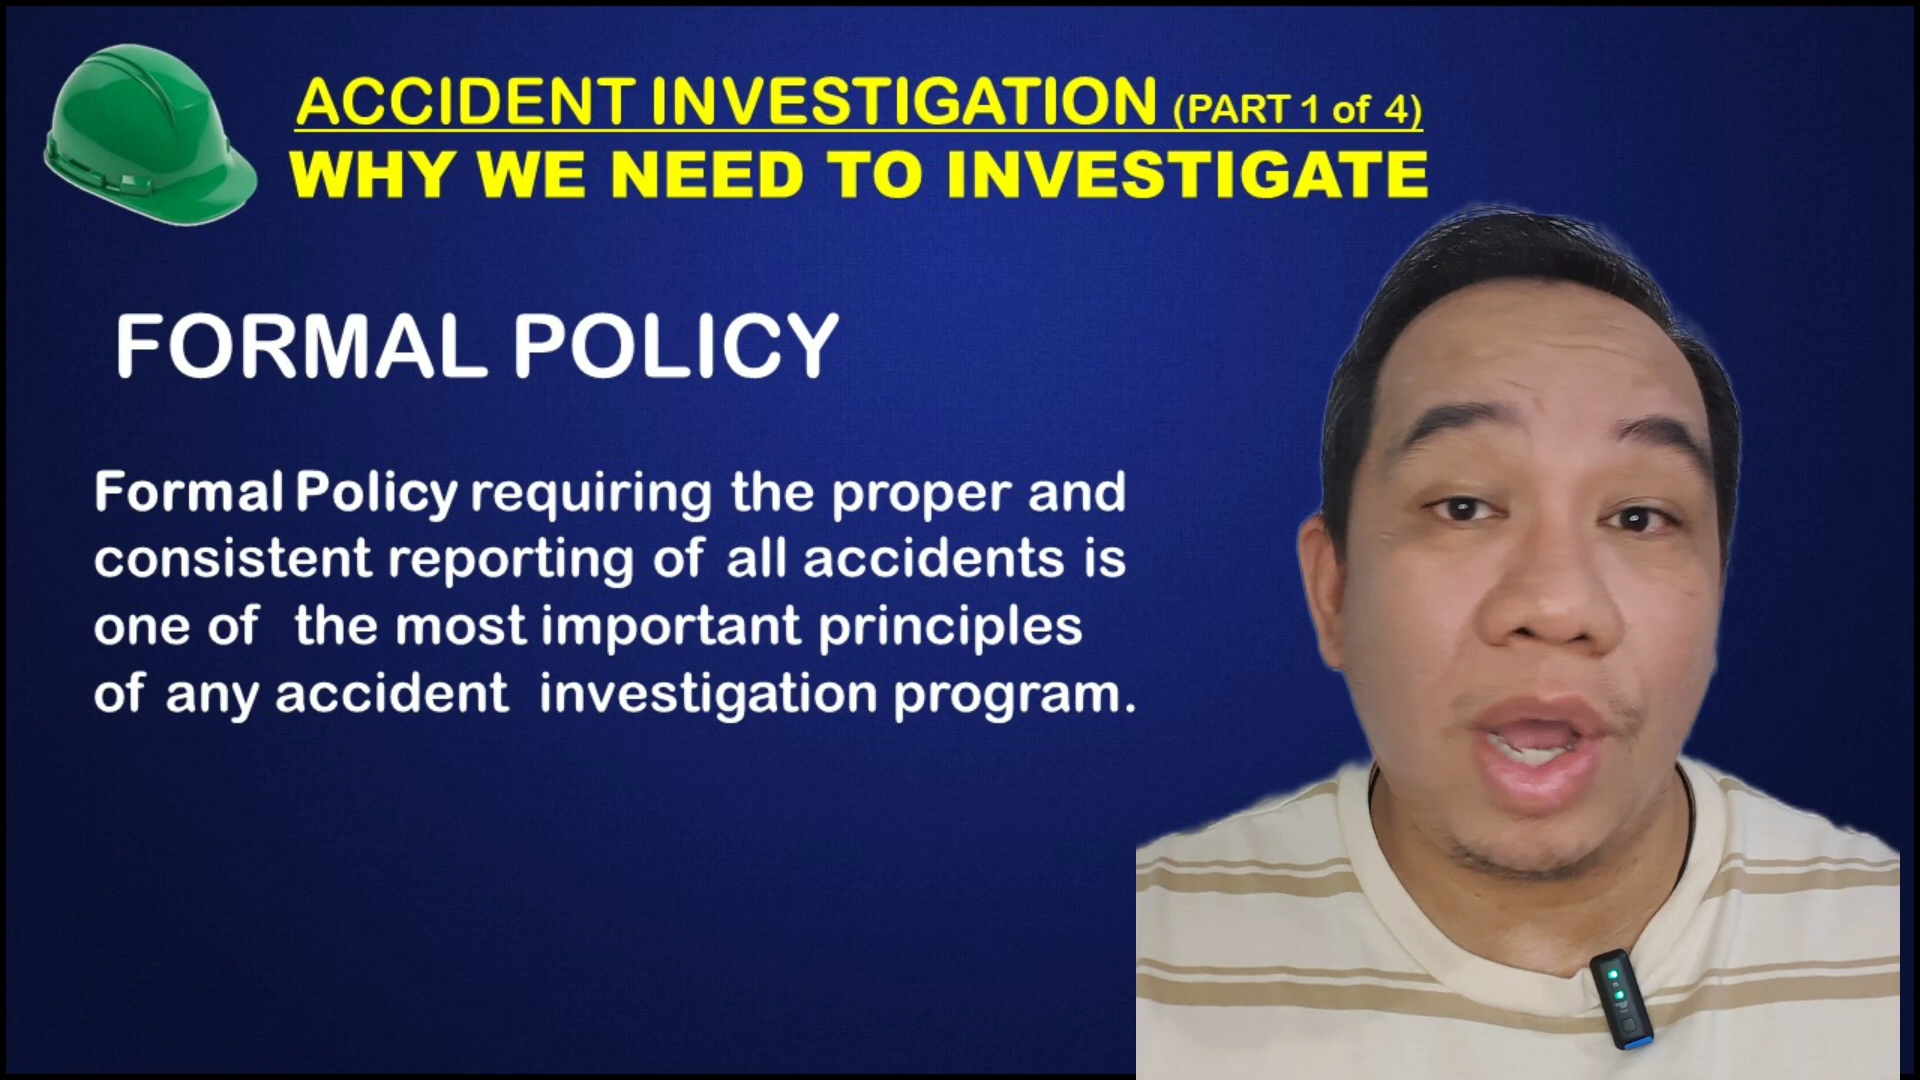 ACCIDENT INVESTIGATION (PART 1 of 4)
WHY WE NEED TO INVESTIGATE
FORMAL POLICY
Formal Policy requiring the proper and
consistent reporting of all accidents is
one of the most important principles
of any accident investigation program.